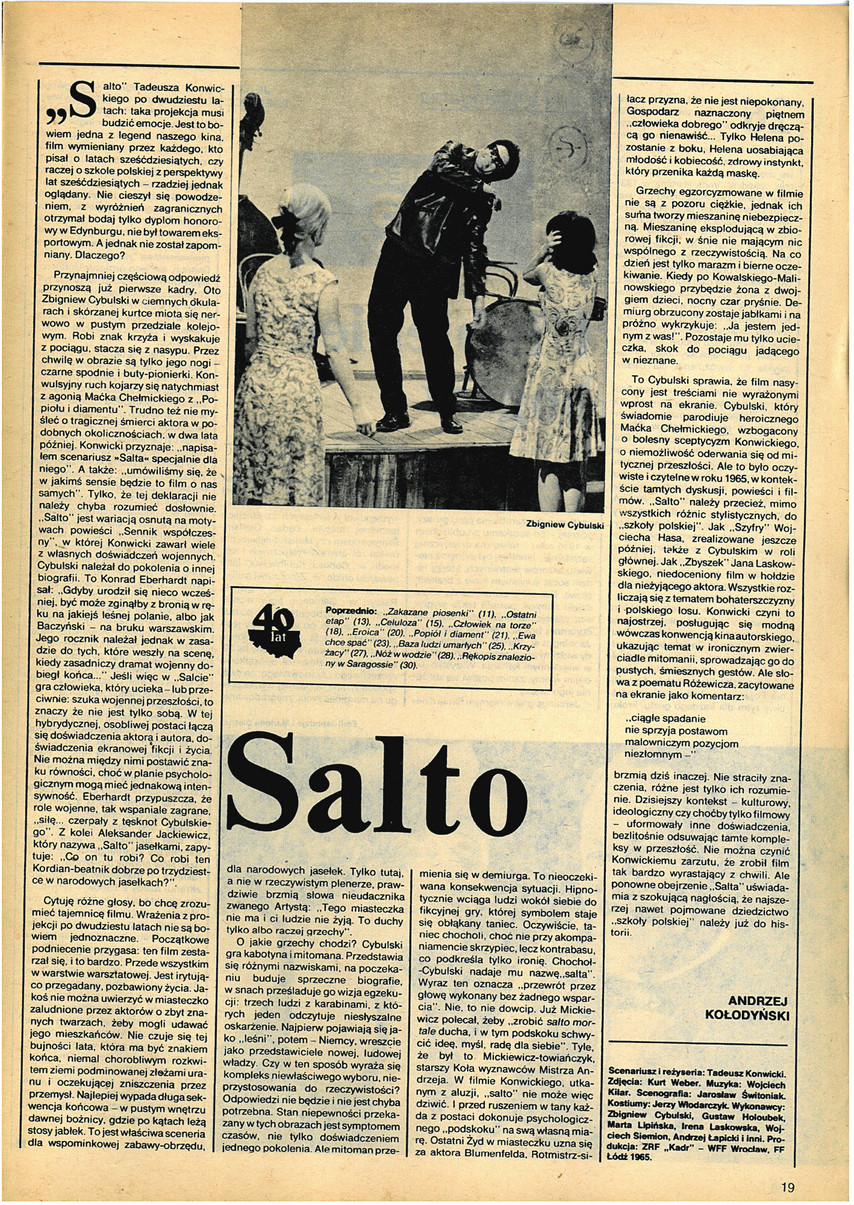 „Salto" Tadeusza Konwic-
kiego po dwudziestu la-
tach: taka projekcja musi
budzić emocje. Jest to bo-
wiem jedna z legend naszego kina,
film wymieniany przez każdego, kto
pisał o latach sześćdziesiątych, czy
raczej o szkole polskiej z perspektywy
lat sześćdziesiątych – rzadziej jednak
oglądany. Nie cieszył się powodze-
niem, z wyróżnień zagranicznych
otrzymał bodaj tylko dyplom honoro-
wy w Edynburgu, nie był towarem eks-
portowym. A jednak nie został zapom-
niany. Dlaczego?
Przynajmniej częściową odpowiedź
przynoszą już pierwsze kadry. Oto
Zbigniew Cybulski w ciemnych okula-
rach i skórzanej kurtce miota się ner-
wowo w pustym przedziale kolejo-
wym. Robi znak krzyża i wyskakuje
z pociągu, stacza się z nasypu. Przez
chwilę w obrazie są tylko jego nogi –
czarne spodnie i buty-pionierki. Kon-
wulsyjny ruch kojarzy się natychmiast
z agonią Maćka Chełmickiego z „Po-
piołu i diamentu". Trudno też nie my-
śleć o tragicznej śmierci aktora w po-
dobnych okolicznościach, w dwa lata
później. Konwicki przyznaje: „napisa-
łem scenariusz »Salta« specjalnie dla
niego". A także: „umówiliśmy się, że
w jakimś sensie będzie to film o nas
samych". Tylko, że tej deklaracji nie
należy chyba rozumieć dosłownie.
„Salto" jest wariacją osnutą na moty-
wach powieści „Sennik współczes-
ny", w której Konwicki zawarł wiele
z własnych doświadczeń wojennych.
Cybulski należał do pokolenia o innej
biografii. To Konrad Eberhardt napi-
sał: „Gdyby urodził się nieco wcześ-
niej, być może zginąłby z bronią w rę-
ku na jakiejś leśnej polanie, albo jak
Baczyński – na bruku warszawskim.
Jego rocznik należał jednak w zasa-
dzie do tych, które weszły na scenę,
kiedy zasadniczy dramat wojenny do-
biegł końca..." Jeśli więc w „Salcie"
gra człowieka, który ucieka – lub prze-
ciwnie: szuka wojennej przeszłości, to
znaczy że nie jest tylko sobą. W tej
hybrydycznej, osobliwej postaci łączą
się doświadczenia aktora i autora, do-
świadczenia ekranowej fikcji i życia.
Nie można między nimi postawić zna-
ku równości, choć w planie psycholo-
gicznym mogą mieć jednakową inten-
sywność. Eberhardt przypuszcza, że
role wojenne, tak wspaniale zagrane,
„siłę... czerpały z tęsknot Cybulskie-
go". Z kolei Aleksander Jackiewicz,
który nazywa „Salto" jasełkami, zapy-
tuje: „Co on tu robi? Co robi ten
Kordian-beatnik dobrze po trzydziest-
ce w narodowych jasełkach?".
Cytuję różne głosy, bo chcę zrozu-
mieć tajemnicę filmu. Wrażenia z pro-
jekcji po dwudziestu latach nie są bo-
wiem jednoznaczne. Początkowe
podniecenie przygasa: ten film zesta-
rzał się, i to bardzo. Przede wszystkim
w warstwie warsztatowej. Jest irytują-
co przegadany, pozbawiony życia. Ja-
koś nie można uwierzyć w miasteczko
zaludnione przez aktorów o zbyt zna-
nych twarzach, żeby mogli udawać
jego mieszkańców. Nie czuje się tej
bujności lata, która ma być znakiem
końca, niemal chorobliwym rozkwi-
tem ziemi podminowanej złożami ura-
nu i oczekującej zniszczenia przez
przemysł. Najlepiej wypada długa sek-
wencja końcowa – w pustym wnętrzu
dawnej bożnicy, gdzie po kątach leżą
stosy jabłek. To jest właściwa sceneria
dla wspominkowej zabawy-obrzędu,
Zbigniew Cybulski
40
lat
Poprzednio: „Zakazane piosenki" (11), „Ostatni
etap" (13), „Celuloza" (15), „Człowiek na torze"
(18), „Eroica" (20), „Popiół i diament" (21), „Ewa
chce spać" (23), „Baza ludzi umarłych" (25), „Krzy-
żacy" (27), „Nóż w wodzie" (28), „Rękopis znalezio-
ny w Saragossie" (30).
Salto
dla narodowych jasełek. Tylko tutaj,
a nie w rzeczywistym plenerze, praw-
dziwie brzmią słowa nieudacznika
zwanego Artystą: „Tego miasteczka
nie ma i ci ludzie nie żyją. To duchy
tylko albo raczej grzechy".
O jakie grzechy chodzi? Cybulski
gra kabotyna i mitomana. Przedstawia
się różnymi nazwiskami, na poczeka-
niu buduje sprzeczne biografie,
w snach prześladuje go wizja egzeku-
cji: trzech ludzi z karabinami, z któ-
rych jeden odczytuje niesłyszalne
oskarżenie. Najpierw pojawiają się ja-
ko „leśni", potem – Niemcy, wreszcie
jako przedstawiciele nowej, ludowej
władzy. Czy w ten sposób wyraża się
kompleks niewłaściwego wyboru, nie-
przystosowania do rzeczywistości?
Odpowiedzi nie będzie i nie jest chyba
potrzebna. Stan niepewności przeka-
zany w tych obrazach jest symptomem
czasów, nie tylko doświadczeniem
jednego pokolenia. Ale mitoman prze-
mienia się w demiurga. To nieoczeki-
wana konsekwencja sytuacji. Hipno-
tycznie wciąga ludzi wokół siebie do
fikcyjnej gry, której symbolem staje
się obłąkany taniec. Oczywiście, ta-
niec chocholi, choć nie przy akompa-
niamencie skrzypiec, lecz kontrabasu,
co podkreśla tylko ironię. Chochoł-
-Cybulski nadaje mu nazwę „salta".
Wyraz ten oznacza „przewrót przez
głowę wykonany bez żadnego wspar-
cia". Nie, to nie dowcip. Już Mickie-
wicz polecał, żeby „zrobić salto mor-
tale ducha, i w tym podskoku schwy-
cić ideę, myśl, radę dla siebie". Tyle,
że był to Mickiewicz-towiańczyk,
starszy Koła wyznawców Mistrza An-
drzeja. W filmie Konwickiego, utka-
nym z aluzji, „salto" nie może więc
dziwić. I przed ruszeniem w tany każ-
da z postaci dokonuje psychologicz-
nego „podskoku" na swą własną mia-
rę. Ostatni Żyd w miasteczku uzna się
za aktora Blumenfelda, Rotmistrz-si-
łacz przyzna, że nie jest niepokonany,
Gospodarz naznaczony piętnem
„człowieka dobrego" odkryje dręczą-
cą go nienawiść... Tylko Helena po-
zostanie z boku, Helena uosabiająca
młodość i kobiecość, zdrowy instynkt,
który przenika każdą maskę.
Grzechy egzorcyzmowane w filmie
nie są z pozoru ciężkie, jednak ich
suma tworzy mieszaninę niebezpiecz-
ną. Mieszaninę eksplodującą w zbio-
rowej fikcji, w śnie nie mającym nic
wspólnego z rzeczywistością. Na co
dzień jest tylko marazm i bierne ocze-
kiwanie. Kiedy po Kowalskiego-Mali-
nowskiego przybędzie żona z dwoj-
giem dzieci, nocny czar pryśnie. De-
miurg obrzucony zostaje jabłkami i na
próżno wykrzykuje: „Ja jestem jed-
nym z was!". Pozostaje mu tylko ucie-
czka, skok do pociągu jadącego
w nieznane.
To Cybulski sprawia, że film nasy-
cony jest treściami nie wyrażonymi
wprost na ekranie. Cybulski, który
świadomie parodiuje heroicznego
Maćka Chełmickiego, wzbogacony
o bolesny sceptycyzm Konwickiego,
o niemożliwość oderwania się od mi-
tycznej przeszłości. Ale to było oczy-
wiste i czytelne w roku 1965, w kontek-
ście tamtych dyskusji, powieści i fil-
mów. „Salto" należy przecież, mimo
wszystkich różnic stylistycznych, do
„szkoły polskiej". Jak „Szyfry" Woj-
ciecha Hasa, zrealizowane jeszcze
później, także z Cybulskim w roli
głównej. Jak „Zbyszek" Jana Laskow-
skiego, niedoceniony film w hołdzie
dla nieżyjącego aktora. Wszystkie roz-
liczają się z tematem bohaterszczyzny
i polskiego losu. Konwicki czyni to
najostrzej, posługując się modną
wówczas konwencją kina autorskiego,
ukazując temat w ironicznym zwier-
ciadle mitomanii, sprowadzając go do
pustych, śmiesznych gestów. Ale sło-
wa z poematu Różewicza, zacytowane
na ekranie jako komentarz:
„ciągle spadanie
nie sprzyja postawom
malowniczym pozycjom
niezłomnym –"
brzmią dziś inaczej. Nie straciły zna-
czenia, różne jest tylko ich rozumie-
nie. Dzisiejszy kontekst – kulturowy,
ideologiczny czy choćby tylko filmowy
– uformowały inne doświadczenia,
bezlitośnie odsuwając tamte komplek-
sy w przeszłość. Nie można czynić
Konwickiemu zarzutu, że zrobił film
tak bardzo wyrastający z chwili. Ale
ponowne obejrzenie „Salta" uświada-
mia z szokującą nagłością, że najsze-
rzej nawet pojmowane dziedzictwo
„szkoły polskiej" należy już do his-
torii.
ANDRZEJ
KOŁODYŃSKI
Scenariusz i reżyseria: Tadeusz Konwicki.
Zdjęcia: Kurt Weber. Muzyka: Wojciech
Kilar. Scenografia: Jarosław Świtoniak.
Kostiumy: Jerzy Włodarczyk. Wykonawcy:
Zbigniew Cybulski, Gustaw Holoubek,
Marta Lipińska, Irena Laskowska, Woj-
ciech Siemion, Andrzej Łapicki i inni. Pro-
dukcja: ZRF „Kadr" – WFF Wrocław, FF
Łódź 1965.
19